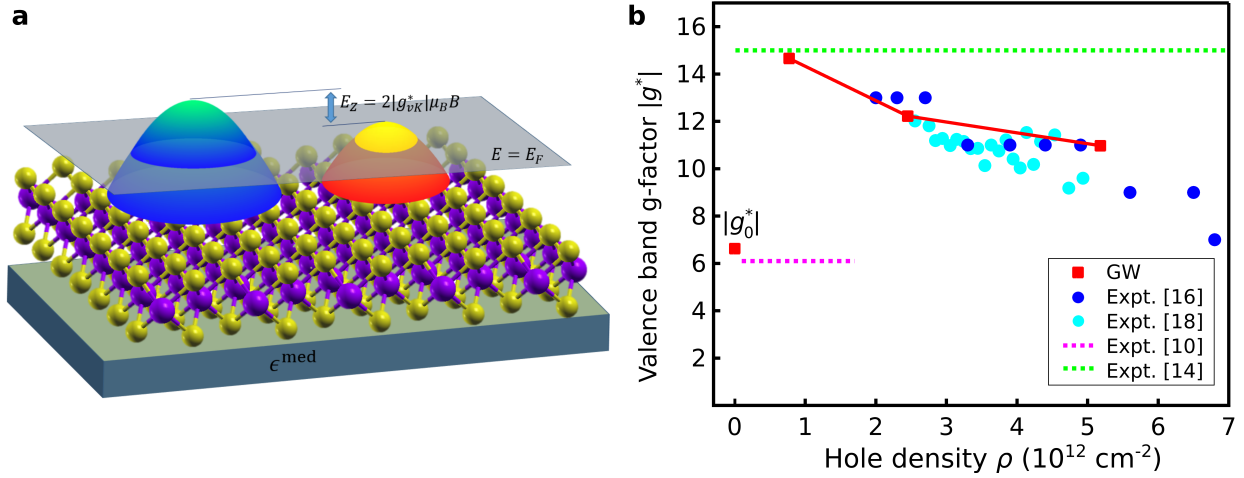 a
E_Z = 2|g*_{vK}|μ_B B
E = E_F
ϵ^med
b
Valence band g-factor |g*|
16
14
12
10
8
6
4
2
|g*_0|
GW
Expt. [16]
Expt. [18]
Expt. [10]
Expt. [14]
0 1 2 3 4 5 6 7
Hole density ρ (10^12 cm^-2)